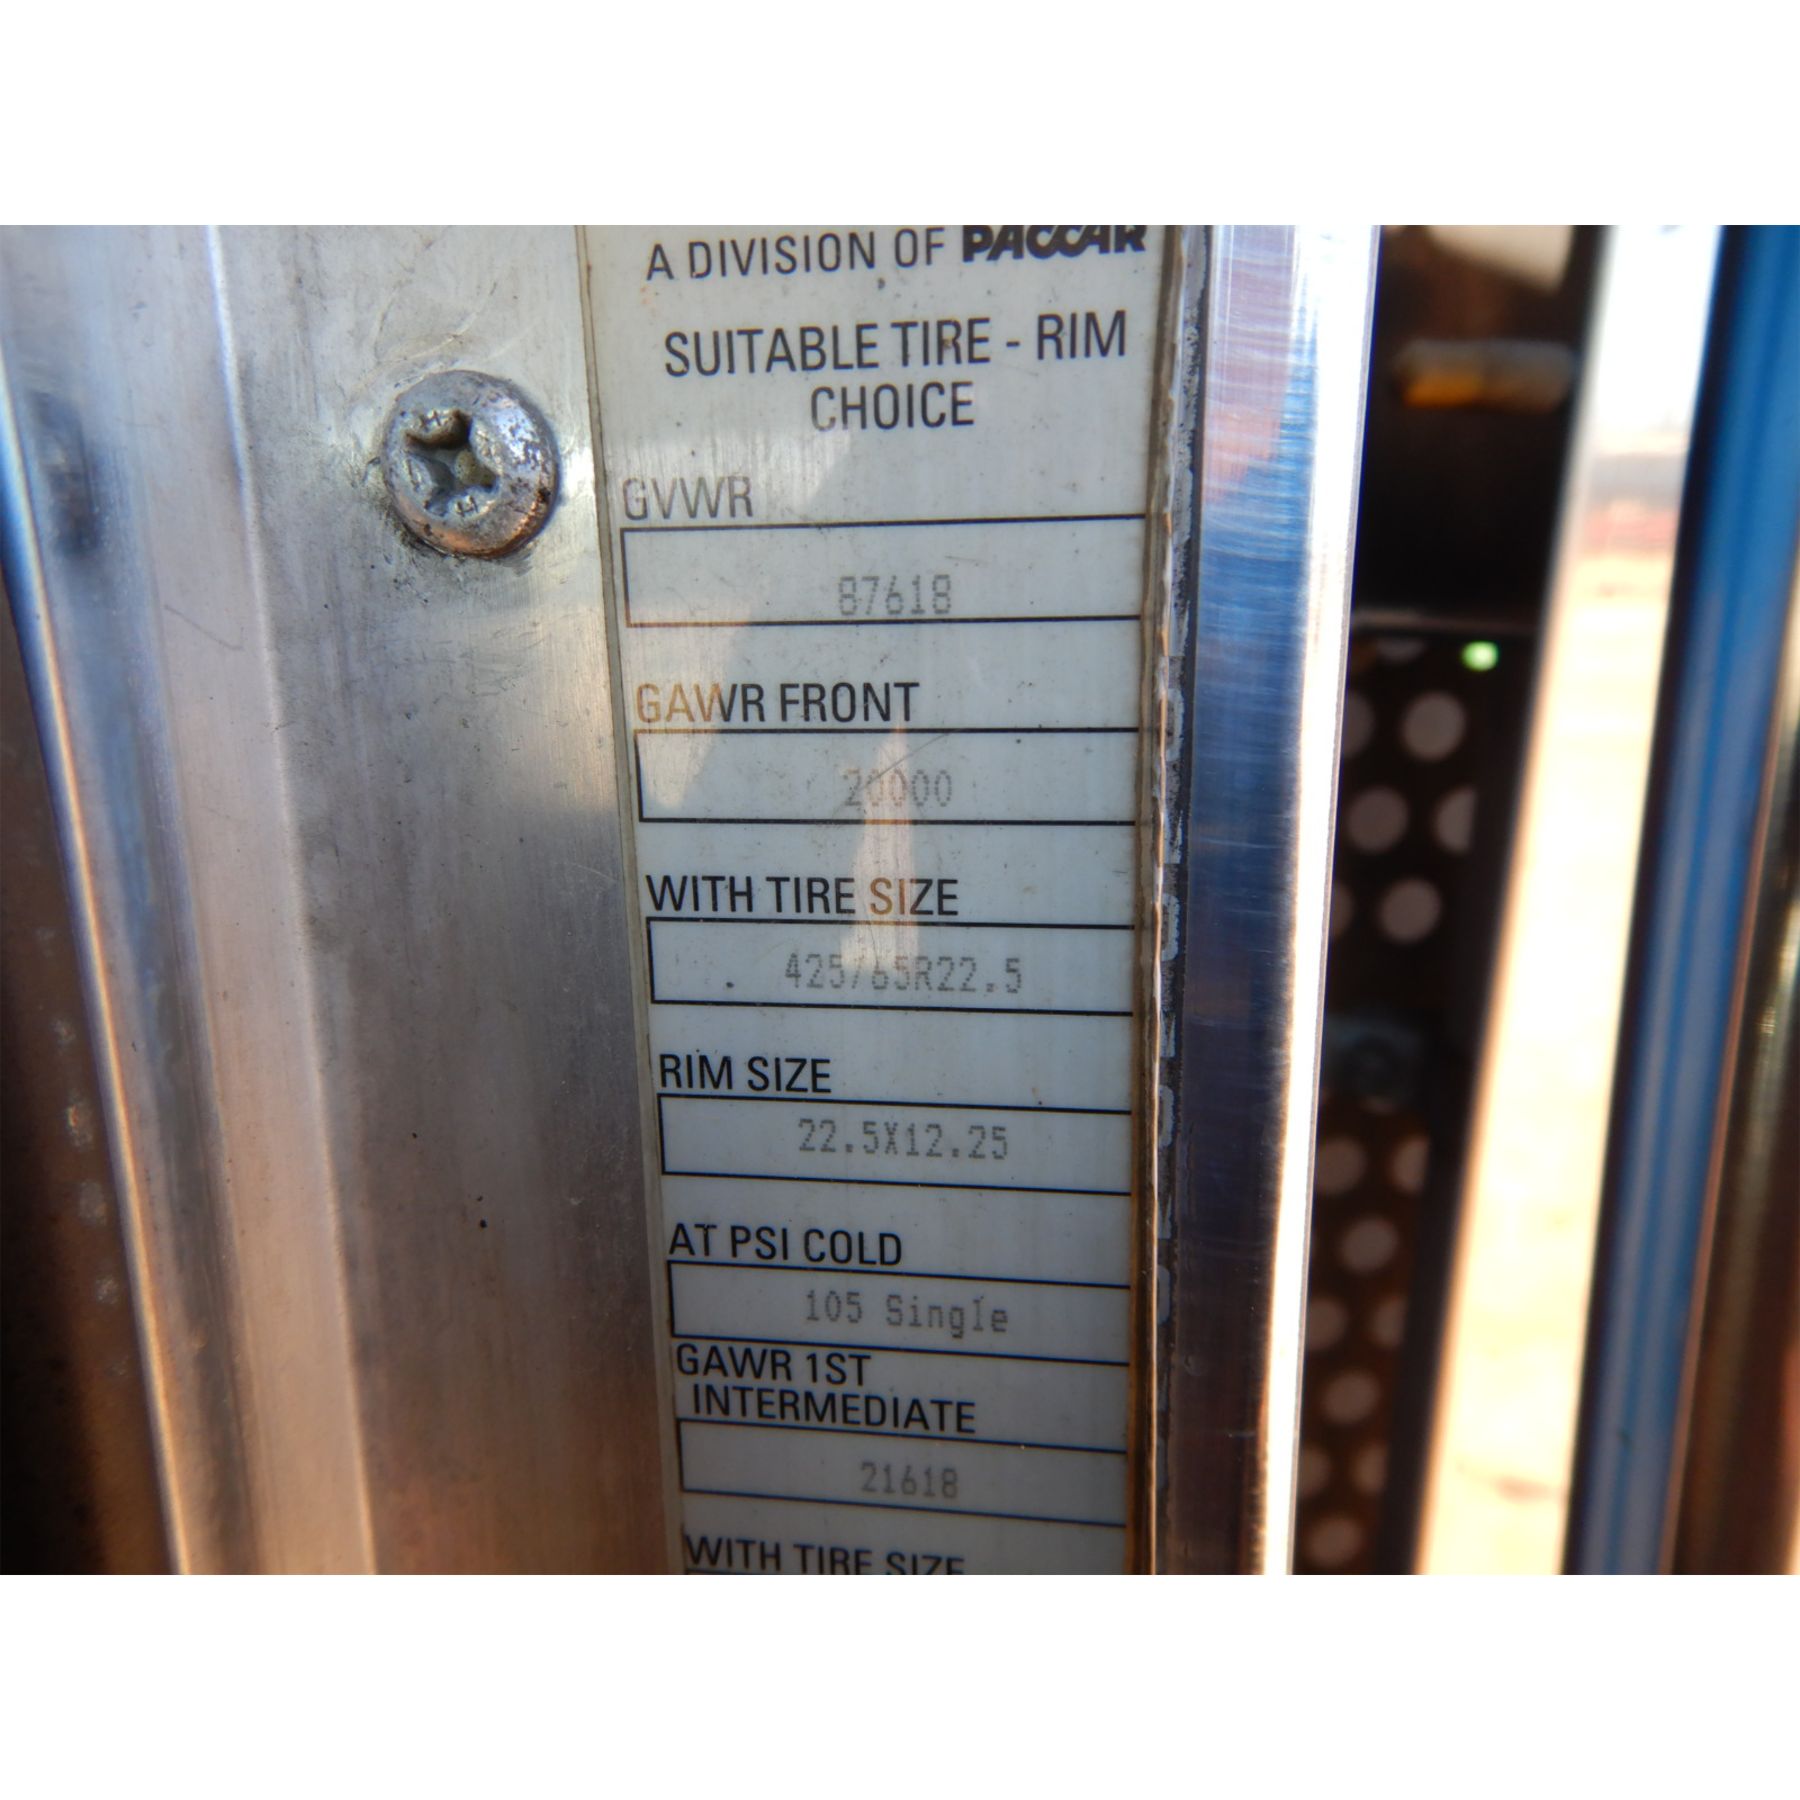 A DIVISION OF PACCAR
SUITABLE TIRE - RIM
CHOICE
GVWR
87618
GAWR FRONT
20000
WITH TIRE SIZE
425/65R22.5
RIM SIZE
22.5X12.25
AT PSI COLD
105 Single
GAWR 1ST
INTERMEDIATE
21618
WITH TIRE SIZE